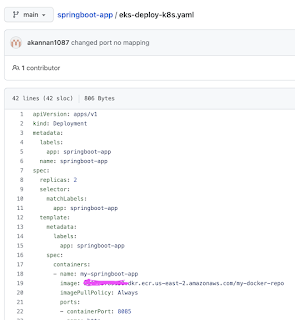 main
springboot-app / eks-deploy-k8s.yaml
akannan1087 changed port no mapping
1 contributor
42 lines (42 sloc) 806 Bytes
1 apiVersion: apps/v1
2 kind: Deployment
3 metadata:
4 labels:
5 app: springboot-app
6 name: springboot-app
7 spec:
8 replicas: 2
9 selector:
10 matchLabels:
11 app: springboot-app
12 template:
13 metadata:
14 labels:
15 app: springboot-app
16 spec:
17 containers:
18 - name: my-springboot-app
19 image: dkr.ecr.us-east-2.amazonaws.com/my-docker-repo
20 imagePullPolicy: Always
21 ports:
22 - containerPort: 8085